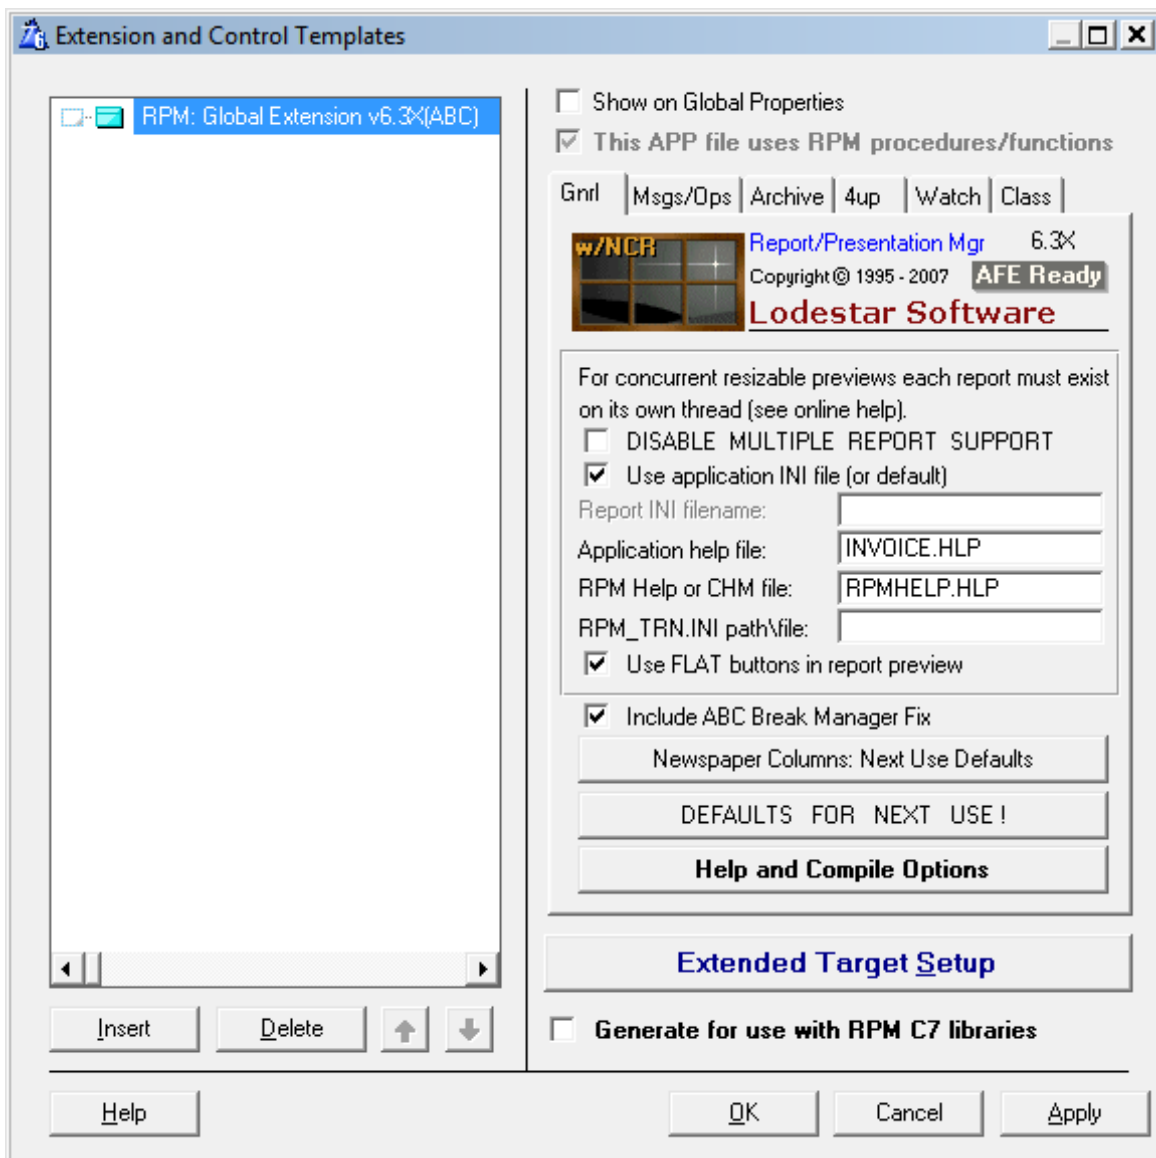 Extension and Control Templates
RPM: Global Extension v6.3X(ABC)
Show on Global Properties
This APP file uses RPM procedures/functions
Gnrl Msgs/Ops Archive 4up Watch Class
w/NCR
Report/Presentation Mgr 6.3X
Copyright © 1995 - 2007 AFE Ready
Lodestar Software
For concurrent resizable previews each report must exist
on its own thread (see online help).
DISABLE MULTIPLE REPORT SUPPORT
Use application INI file (or default)
Report INI filename:
Application help file: INVOICE.HLP
RPM Help or CHM file: RPMHELP.HLP
RPM_TRN.INI path\file:
Use FLAT buttons in report preview
Include ABC Break Manager Fix
Newspaper Columns: Next Use Defaults
DEFAULTS FOR NEXT USE !
Help and Compile Options
Extended Target Setup
Insert Delete
Generate for use with RPM C7 libraries
Help OK Cancel Apply